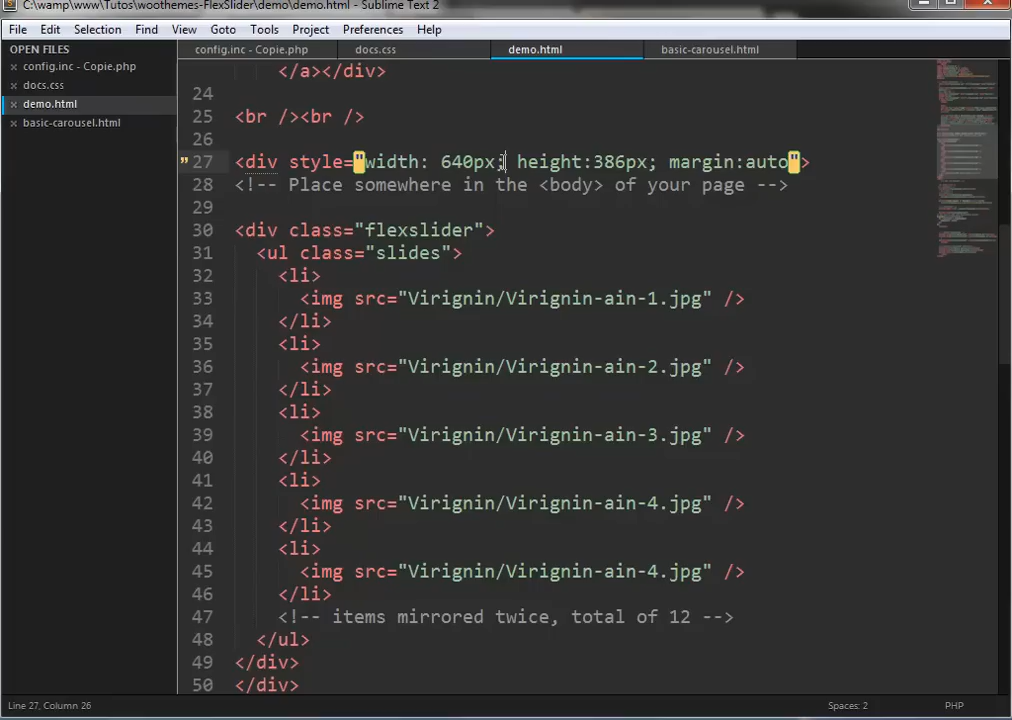 C:\wamp\www\Tutos\woothemes-FlexSlider\demo\demo.html - Sublime Text 2
File Edit Selection Find View Goto Tools Project Preferences Help
OPEN FILES
config.inc - Copie.php
docs.css
demo.html
basic-carousel.html
config.inc - Copie.php docs.css demo.html basic-carousel.html
</a></div>
24
25 <br /><br />
26
27 <div style="width: 640px; height:386px; margin:auto">
28 <!-- Place somewhere in the <body> of your page -->
29
30 <div class="flexslider">
31 <ul class="slides">
32 <li>
33 <img src="Virignin/Virignin-ain-1.jpg" />
34 </li>
35 <li>
36 <img src="Virignin/Virignin-ain-2.jpg" />
37 </li>
38 <li>
39 <img src="Virignin/Virignin-ain-3.jpg" />
40 </li>
41 <li>
42 <img src="Virignin/Virignin-ain-4.jpg" />
43 </li>
44 <li>
45 <img src="Virignin/Virignin-ain-4.jpg" />
46 </li>
47 <!-- items mirrored twice, total of 12 -->
48 </ul>
49 </div>
50 </div>
Line 27, Column 26 Spaces: 2 PHP